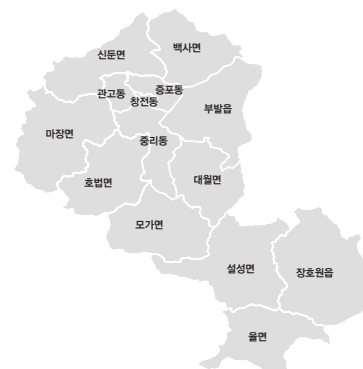 백사면
신둔면
관고동
증포동
창전동
부발읍
마장면
중리동
호법면
대월면
모가면
설성면
장호원읍
율면